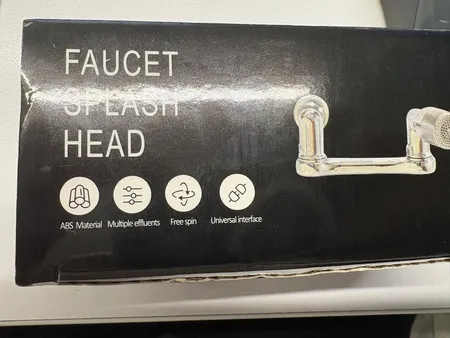 FAUCET
SPLASH
HEAD
ABS Material Multiple effluents Free spin Universal interface